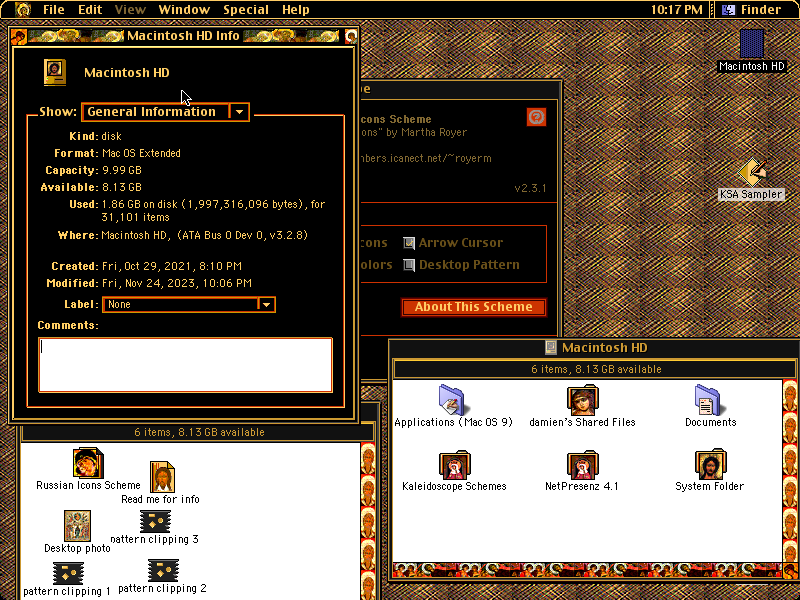 File Edit View Window Special Help
10:17 PM Finder
Macintosh HD Info
Macintosh HD
Show: General Information
Kind: disk
Format: Mac OS Extended
Capacity: 9.99 GB
Available: 8.13 GB
Used: 1.86 GB on disk (1,997,316,096 bytes), for
31,101 items
Where: Macintosh HD, (ATA Bus 0 Dev 0, v3.2.8)
Created: Fri, Oct 29, 2021, 8:10 PM
Modified: Fri, Nov 24, 2023, 10:06 PM
Label: None
Comments:
pe
cons Scheme
ons" by Martha Royer
mbers.icanect.net/~royerm
v2.3.1
cons Arrow Cursor
olors Desktop Pattern
About This Scheme
Macintosh HD
KSA Sampler
Macintosh HD
6 items, 8.13 GB available
Applications (Mac OS 9) damien's Shared Files Documents
Kaleidoscope Schemes NetPresenz 4.1 System Folder
6 items, 8.13 GB available
Russian Icons Scheme
Read me for info
Desktop photo
pattern clipping 3
pattern clipping 1
pattern clipping 2